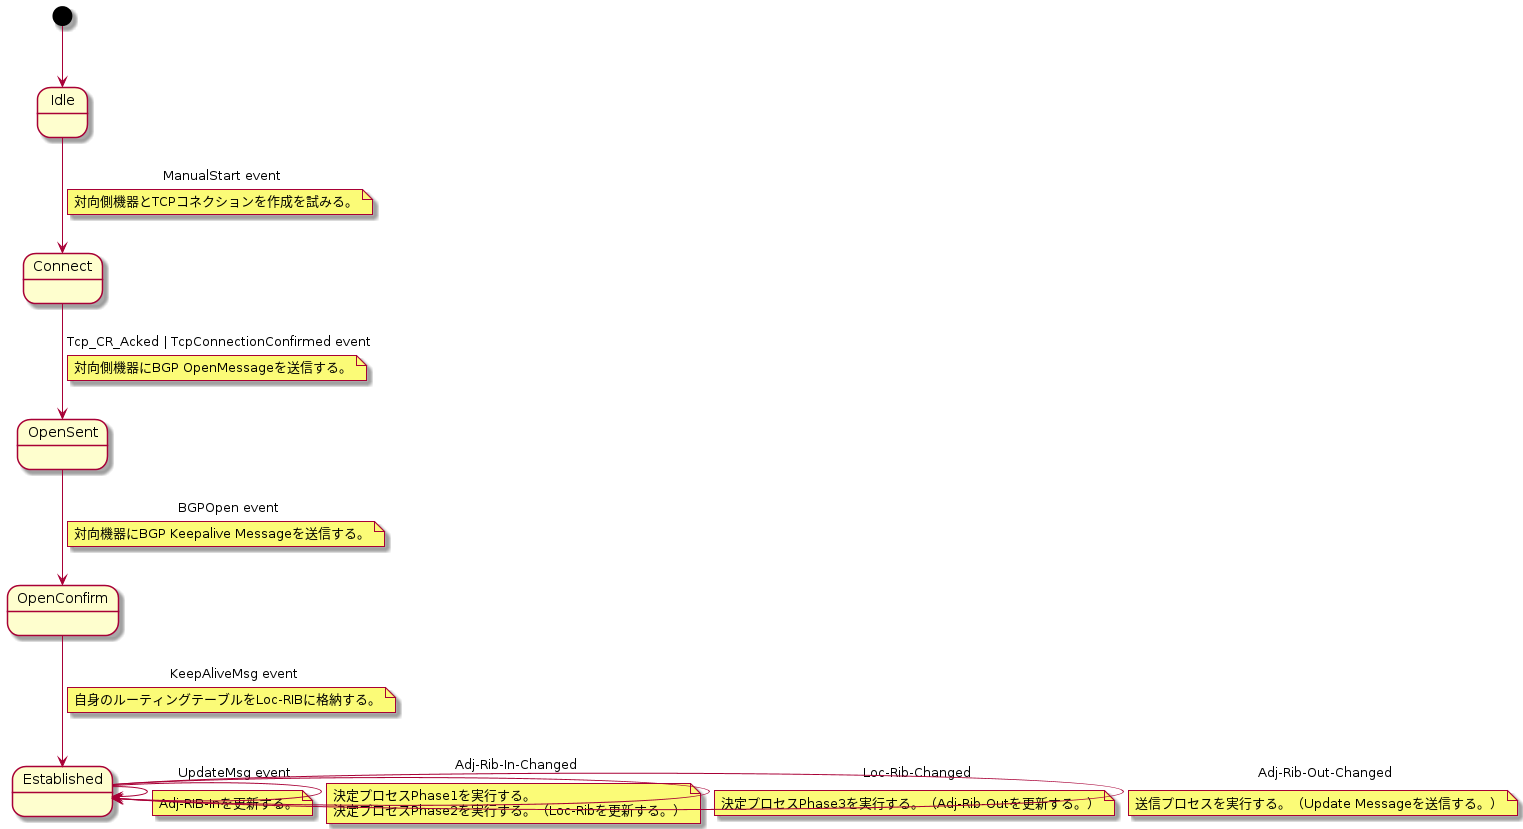 Idle
ManualStart event
対向側機器とTCPコネクションを作成を試みる。
Connect
Tcp_CR_Acked | TcpConnectionConfirmed event
対向側機器にBGP OpenMessageを送信する。
OpenSent
BGPOpen event
対向機器にBGP Keepalive Messageを送信する。
OpenConfirm
KeepAliveMsg event
自身のルーティングテーブルをLoc-RIBに格納する。
Established
UpdateMsg event
Adj-RIB-Inを更新する。
Adj-Rib-In-Changed
決定プロセスPhase1を実行する。
決定プロセスPhase2を実行する。（Loc-Ribを更新する。）
Loc-Rib-Changed
決定プロセスPhase3を実行する。（Adj-Rib-Outを更新する。）
Adj-Rib-Out-Changed
送信プロセスを実行する。（Update Messageを送信する。）